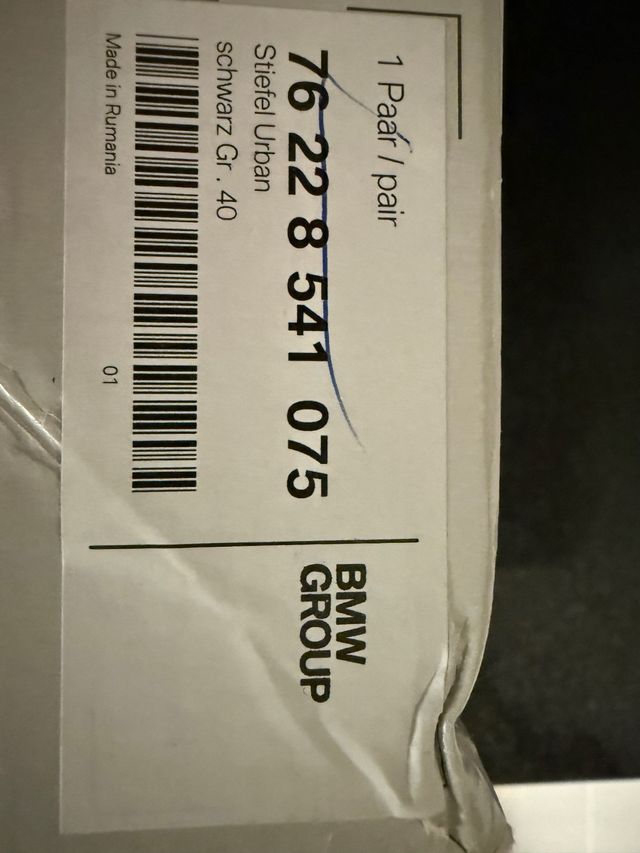 1 Paar / pair
76 22 8 541 075
Stiefel Urban
schwarz Gr . 40
Made in Rumania
01
BMW
GROUP